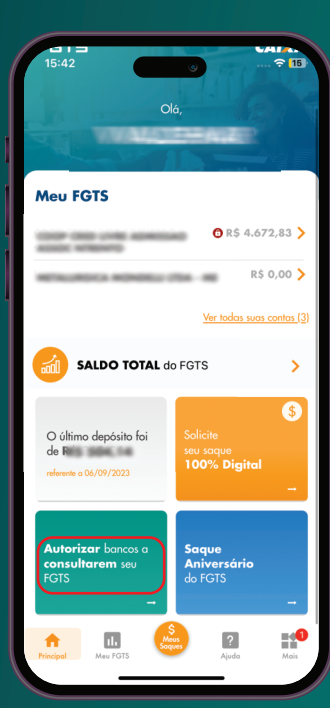 15:42
15
Olá,
Meu FGTS
R$ 4.672,83
R$ 0,00
Ver todas suas contas (3)
SALDO TOTAL do FGTS
O último depósito foi
de
referente a 06/09/2023
$
Solicite
seu saque
100% Digital
Autorizar bancos a
consultarem seu
FGTS
Saque
Aniversário
do FGTS
Principal
Meu FGTS
$
Meus
Saques
?
Ajuda
1
Mais